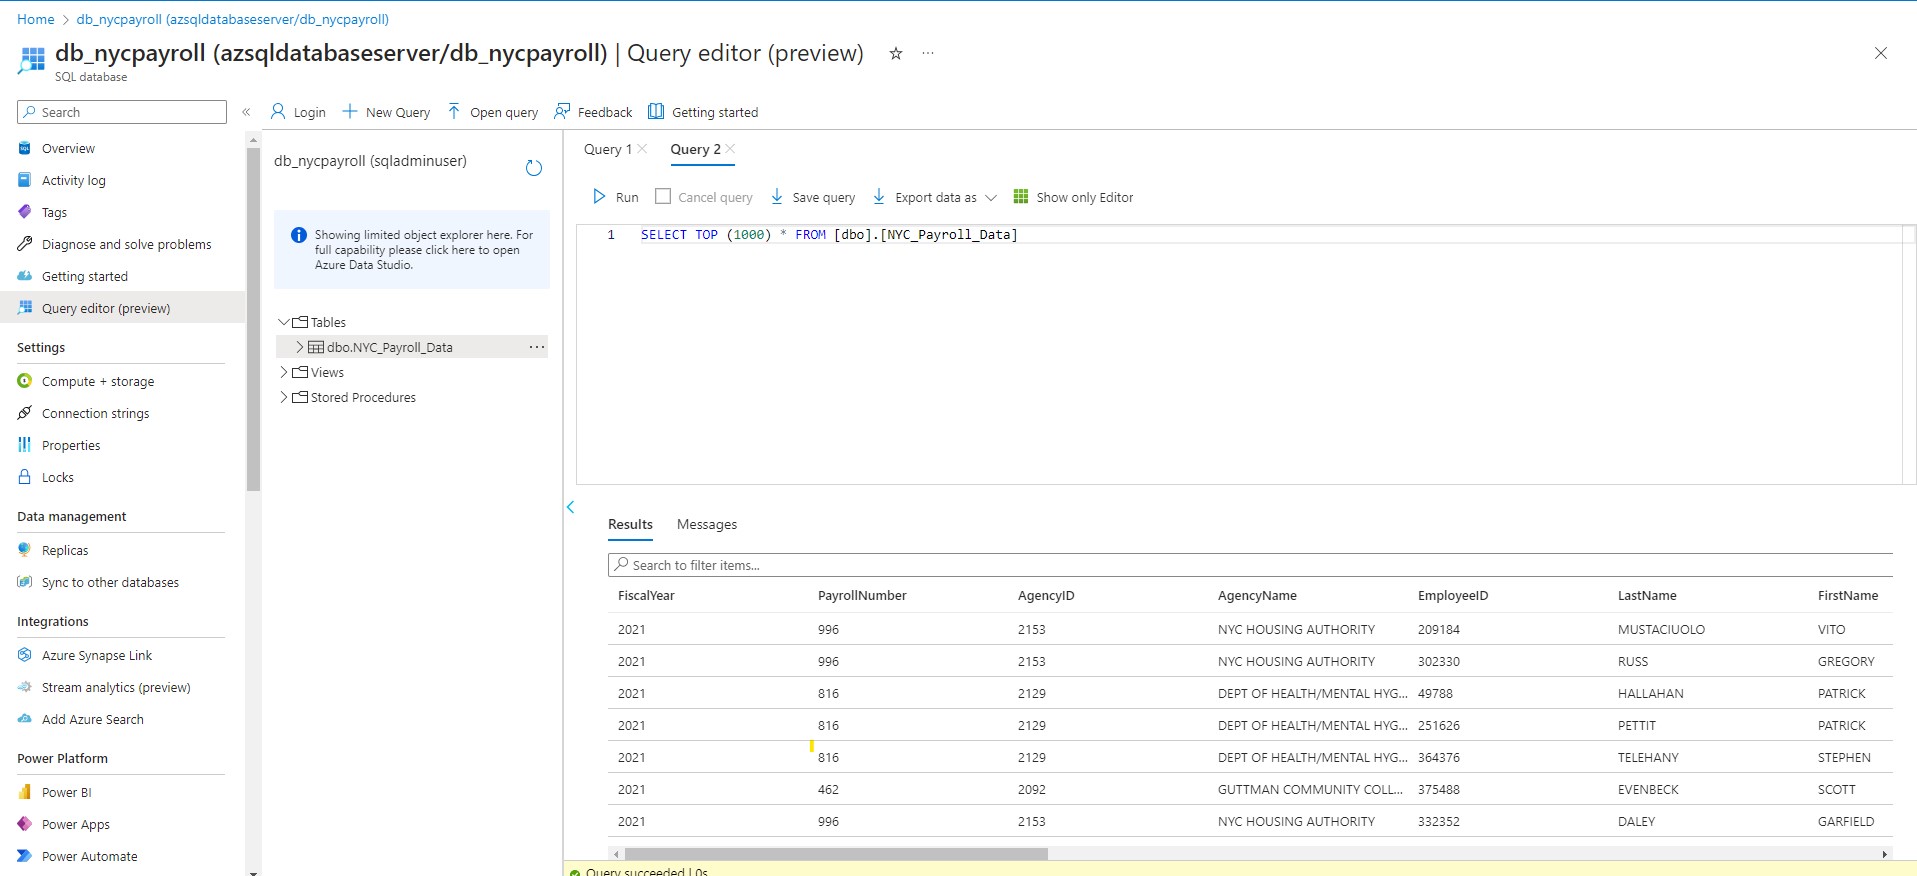 Home > db_nycpayroll (azsqldatabaseserver/db_nycpayroll)
db_nycpayroll (azsqldatabaseserver/db_nycpayroll) | Query editor (preview)
SQL database
Search
Overview
Activity log
Tags
Diagnose and solve problems
Getting started
Query editor (preview)
Settings
Compute + storage
Connection strings
Properties
Locks
Data management
Replicas
Sync to other databases
Integrations
Azure Synapse Link
Stream analytics (preview)
Add Azure Search
Power Platform
Power BI
Power Apps
Power Automate
Login New Query Open query Feedback Getting started
db_nycpayroll (sqladminuser)
Showing limited object explorer here. For
full capability please click here to open
Azure Data Studio.
Tables
dbo.NYC_Payroll_Data
Views
Stored Procedures
Query 1 Query 2
Run Cancel query Save query Export data as Show only Editor
1 SELECT TOP (1000) * FROM [dbo].[NYC_Payroll_Data]
Results Messages
Search to filter items...
FiscalYear PayrollNumber AgencyID AgencyName EmployeeID LastName FirstName
2021 996 2153 NYC HOUSING AUTHORITY 209184 MUSTACIUOLO VITO
2021 996 2153 NYC HOUSING AUTHORITY 302330 RUSS GREGORY
2021 816 2129 DEPT OF HEALTH/MENTAL HYG... 49788 HALLAHAN PATRICK
2021 816 2129 DEPT OF HEALTH/MENTAL HYG... 251626 PETTIT PATRICK
2021 816 2129 DEPT OF HEALTH/MENTAL HYG... 364376 TELEHANY STEPHEN
2021 462 2092 GUTTMAN COMMUNITY COLL... 375488 EVENBECK SCOTT
2021 996 2153 NYC HOUSING AUTHORITY 332352 DALEY GARFIELD
Query succeeded | 0s